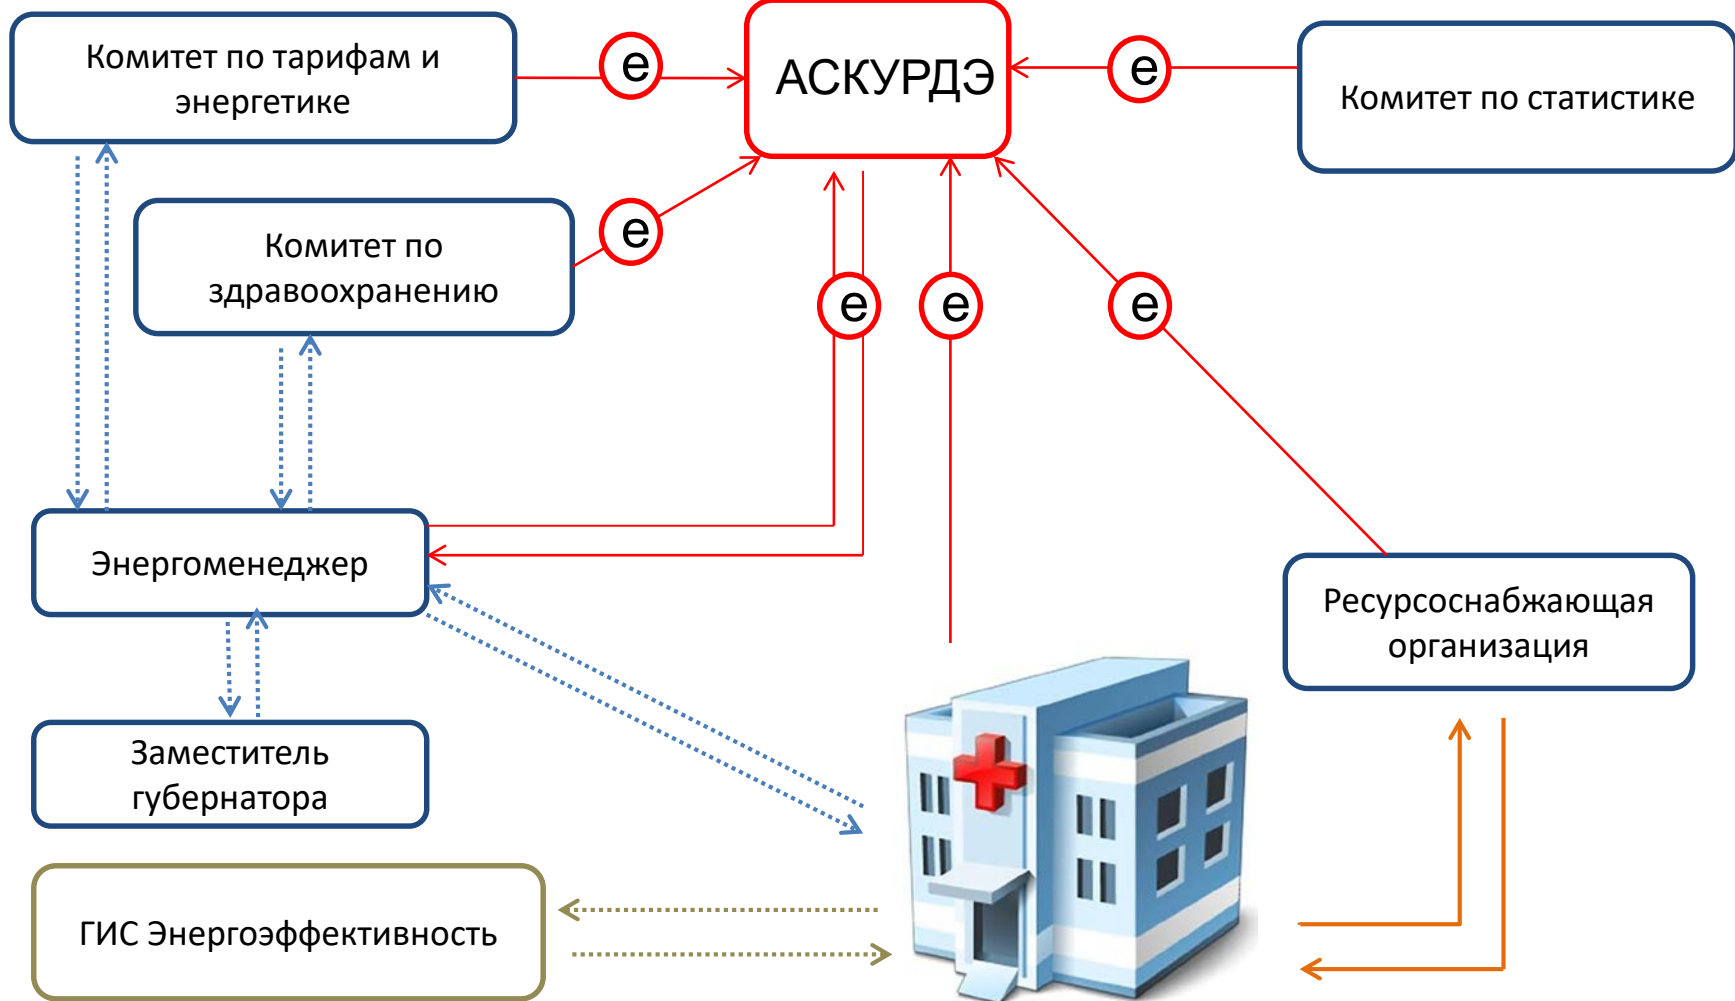 Комитет по тарифам и
энергетике
е
АСКУРДЭ
е
Комитет по статистике
Комитет по
здравоохранению
е
е
е
е
Энергоменеджер
Ресурсоснабжающая
организация
Заместитель
губернатора
ГИС Энергоэффективность